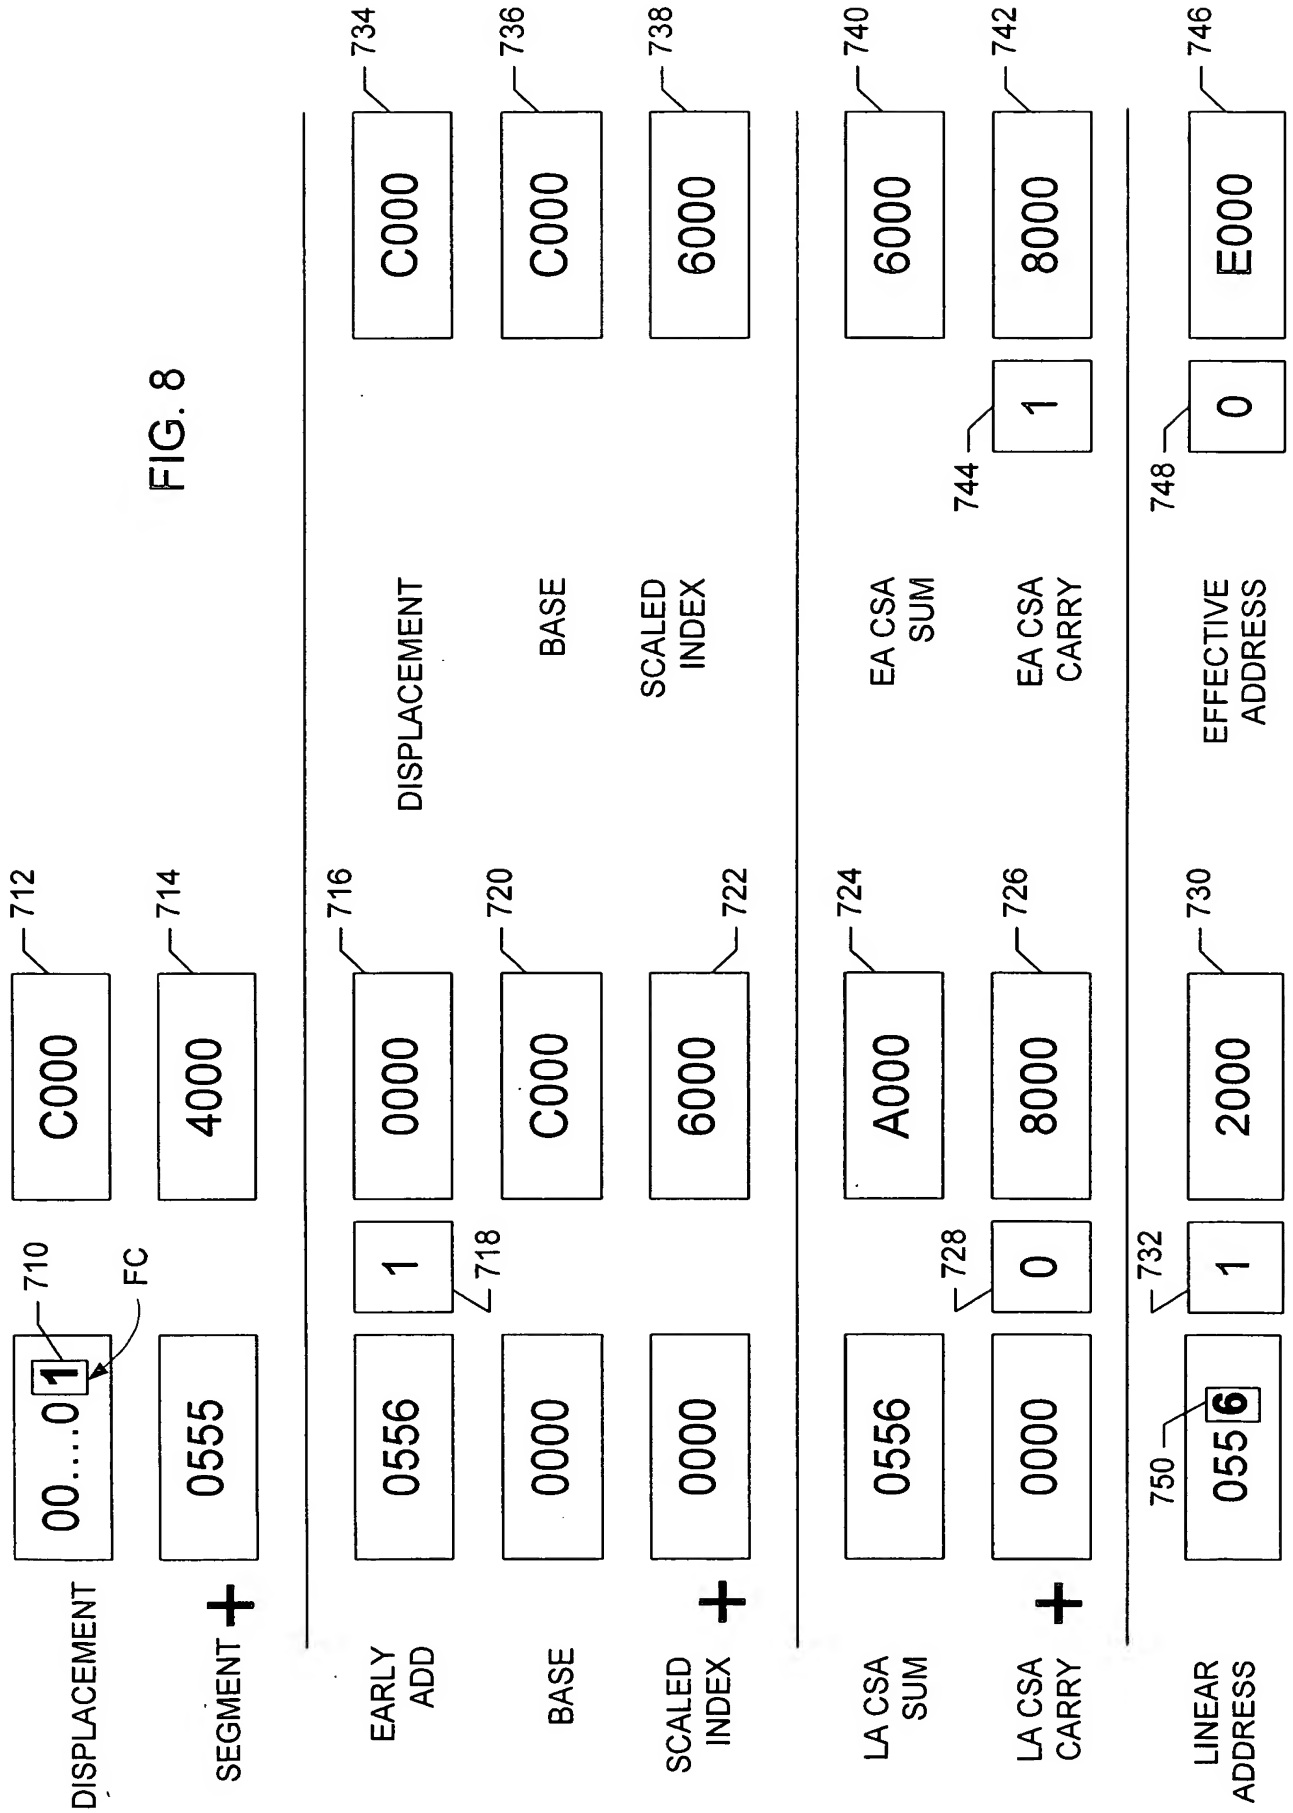 FIG. 8
DISPLACEMENT 00....0 1 C000 712
710
FC
SEGMENT + 0555 4000 714
EARLY ADD 0556 1 0000 716
718
BASE 0000 C000 720
SCALED INDEX + 0000 6000 722
DISPLACEMENT C000 734
BASE C000 736
SCALED INDEX 6000 738
LA CSA SUM 0556 A000 724
728
LA CSA CARRY + 0000 0 8000 726
EA CSA SUM 6000 740
744
EA CSA CARRY 1 8000 742
750
732
LINEAR ADDRESS 0556 1 2000 730
748
EFFECTIVE ADDRESS 0 E000 746